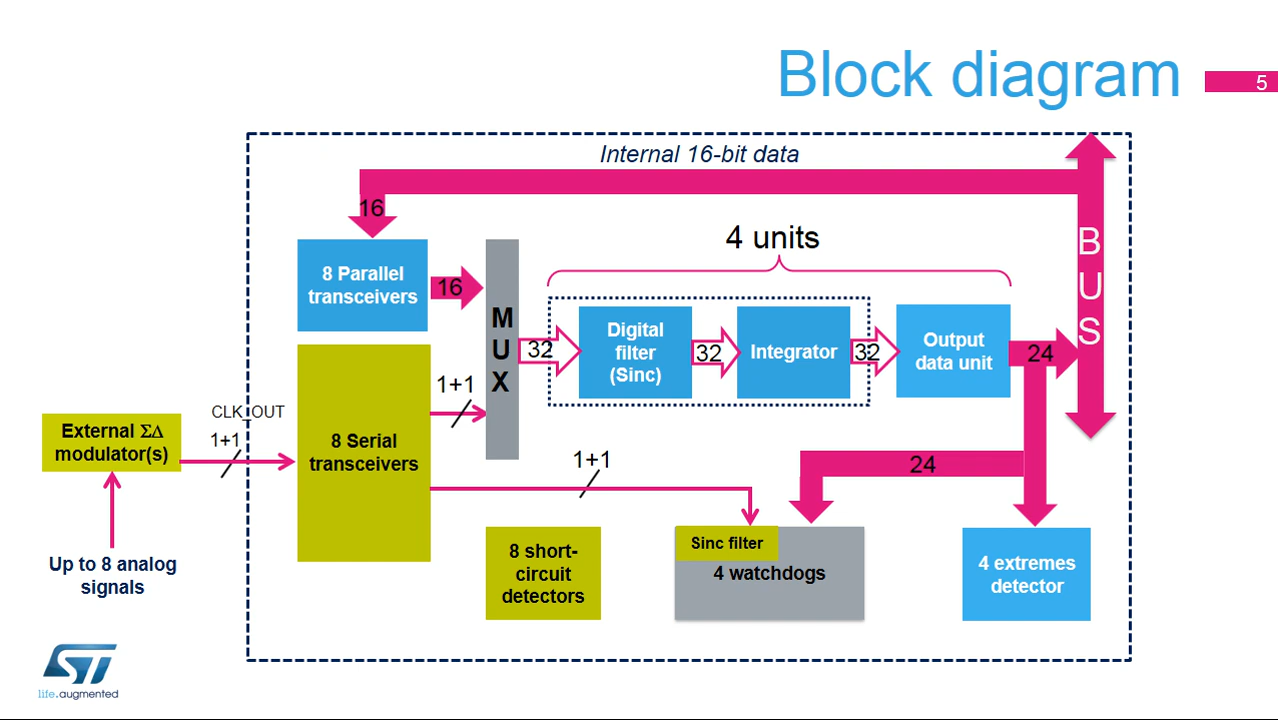 Block diagram
5
Internal 16-bit data
16
4 units
B
U
S
8 Parallel
transceivers
16
M
U
X
32
Digital
filter
(Sinc)
32
Integrator
32
Output
data unit
24
1+1
CLK_OUT
1+1
External ΣΔ
modulator(s)
8 Serial
transceivers
1+1
24
Up to 8 analog
signals
8 short-
circuit
detectors
Sinc filter
4 watchdogs
4 extremes
detector
ST
life.augmented